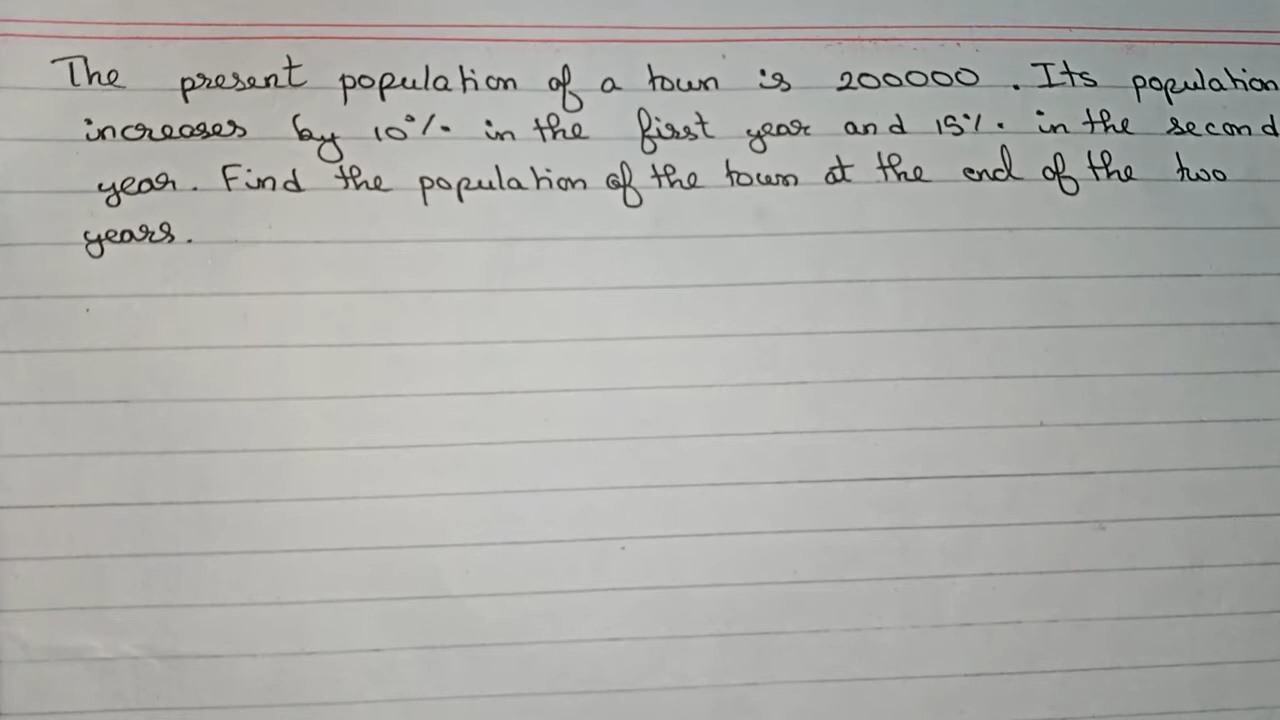 The present population of a town is 200000. Its population
increases by 10% in the first year and 15% in the second
year. Find the population of the town at the end of the two
years.